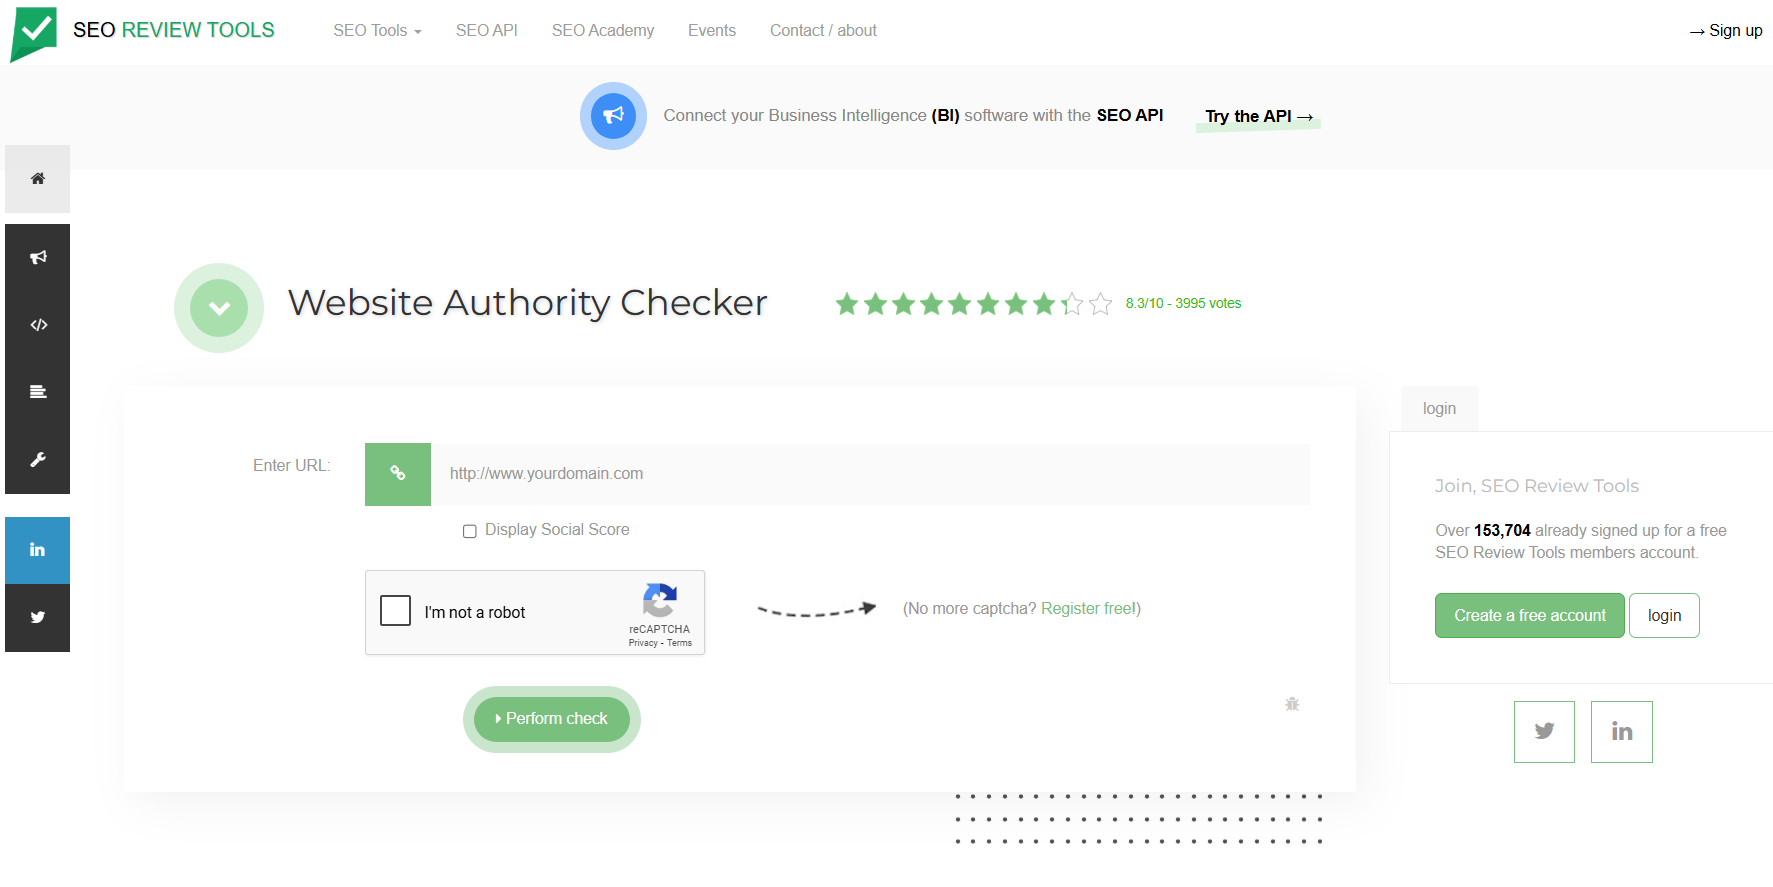 SEO REVIEW TOOLS
SEO Tools
SEO API
SEO Academy
Events
Contact / about
→ Sign up
Connect your Business Intelligence (BI) software with the SEO API
Try the API →
Website Authority Checker
8.3/10 - 3995 votes
Enter URL:
http://www.yourdomain.com
Display Social Score
I'm not a robot
reCAPTCHA
Privacy - Terms
(No more captcha? Register free!)
Perform check
login
Join, SEO Review Tools
Over 153,704 already signed up for a free
SEO Review Tools members account.
Create a free account
login